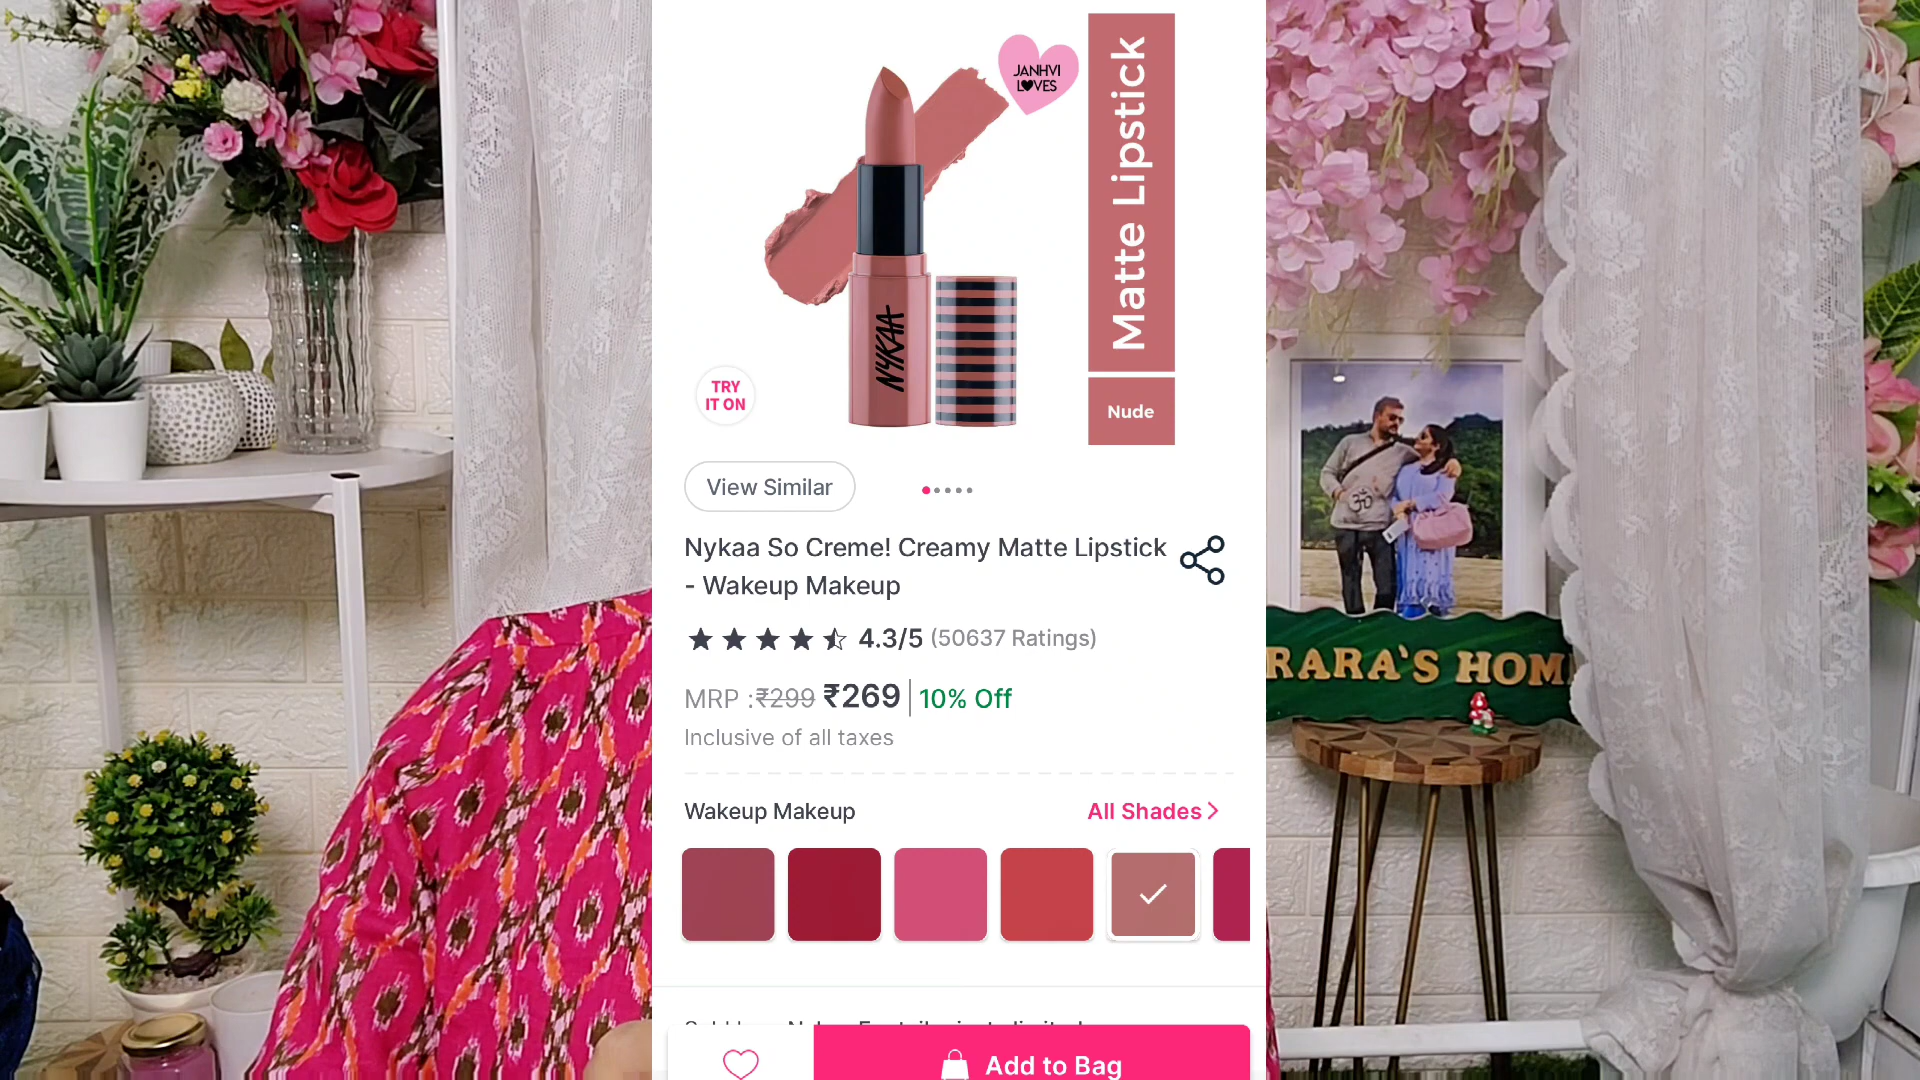 JANHVI
LOVES
Matte Lipstick
NYKAA
TRY
IT ON
Nude
View Similar
Nykaa So Creme! Creamy Matte Lipstick
- Wakeup Makeup
4.3/5 (50637 Ratings)
MRP :₹299 ₹269 10% Off
Inclusive of all taxes
Wakeup Makeup
All Shades
Add to Bag
ॐ
RARA'S HOM